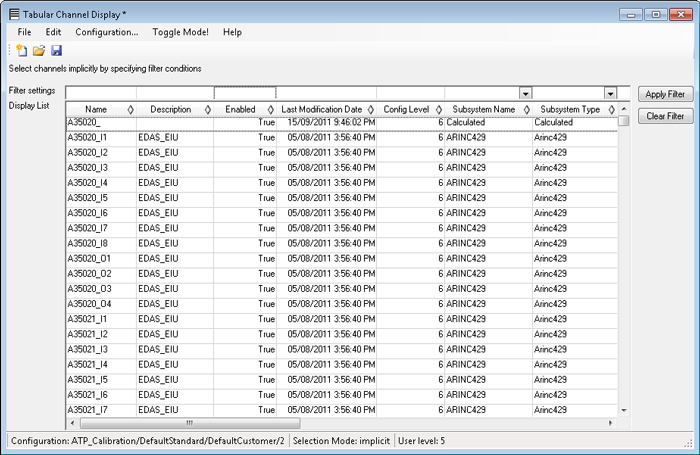 Tabular Channel Display *
File Edit Configuration... Toggle Mode! Help
Select channels implicitly by specifying filter conditions
Filter settings
Apply Filter
Display List
Clear Filter
Name Description Enabled Last Modification Date Config Level Subsystem Name Subsystem Type
A35020_ True 15/09/2011 9:46:02 PM 6 Calculated Calculated
A35020_I1 EDAS_EIU True 05/08/2011 3:56:40 PM 6 ARINC429 Arinc429
A35020_I2 EDAS_EIU True 05/08/2011 3:56:40 PM 6 ARINC429 Arinc429
A35020_I3 EDAS_EIU True 05/08/2011 3:56:40 PM 6 ARINC429 Arinc429
A35020_I4 EDAS_EIU True 05/08/2011 3:56:40 PM 6 ARINC429 Arinc429
A35020_I5 EDAS_EIU True 05/08/2011 3:56:40 PM 6 ARINC429 Arinc429
A35020_I6 EDAS_EIU True 05/08/2011 3:56:40 PM 6 ARINC429 Arinc429
A35020_I7 EDAS_EIU True 05/08/2011 3:56:40 PM 6 ARINC429 Arinc429
A35020_I8 EDAS_EIU True 05/08/2011 3:56:40 PM 6 ARINC429 Arinc429
A35020_O1 EDAS_EIU True 05/08/2011 3:56:40 PM 6 ARINC429 Arinc429
A35020_O2 EDAS_EIU True 05/08/2011 3:56:40 PM 6 ARINC429 Arinc429
A35020_O3 EDAS_EIU True 05/08/2011 3:56:40 PM 6 ARINC429 Arinc429
A35020_O4 EDAS_EIU True 05/08/2011 3:56:40 PM 6 ARINC429 Arinc429
A35021_I1 EDAS_EIU True 05/08/2011 3:56:40 PM 6 ARINC429 Arinc429
A35021_I2 EDAS_EIU True 05/08/2011 3:56:40 PM 6 ARINC429 Arinc429
A35021_I3 EDAS_EIU True 05/08/2011 3:56:40 PM 6 ARINC429 Arinc429
A35021_I4 EDAS_EIU True 05/08/2011 3:56:40 PM 6 ARINC429 Arinc429
A35021_I5 EDAS_EIU True 05/08/2011 3:56:40 PM 6 ARINC429 Arinc429
A35021_I6 EDAS_EIU True 05/08/2011 3:56:40 PM 6 ARINC429 Arinc429
A35021_I7 EDAS_EIU True 05/08/2011 3:56:40 PM 6 ARINC429 Arinc429
Configuration: ATP_Calibration/DefaultStandard/DefaultCustomer/2 Selection Mode: implicit User level: 5